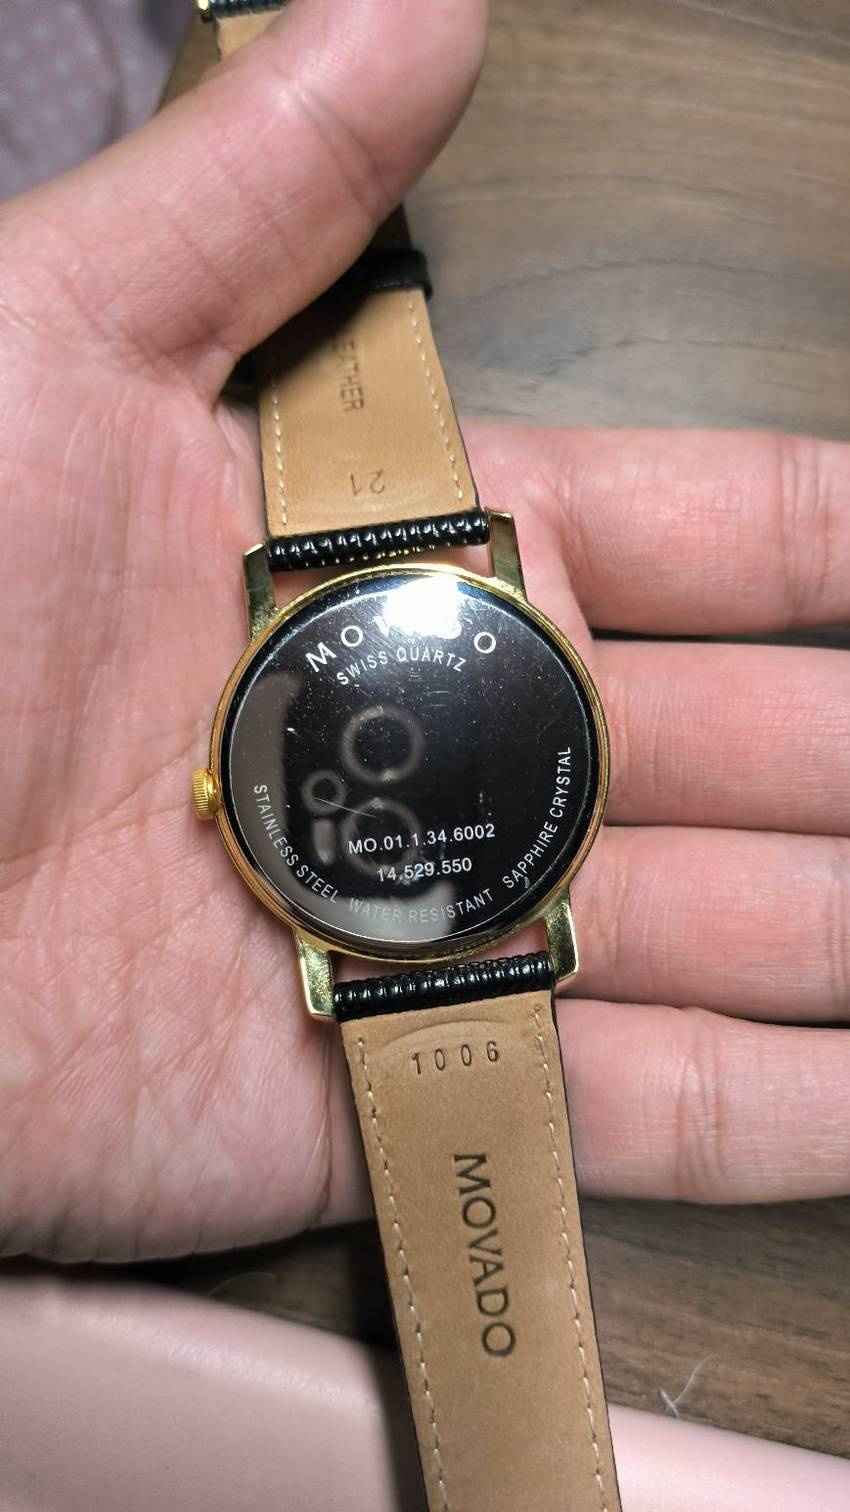 LEATHER
21
MOVADO
SWISS QUARTZ
MO.01.1.34.6002
14.529.550
STAINLESS STEEL WATER RESISTANT SAPPHIRE CRYSTAL
1006
MOVADO